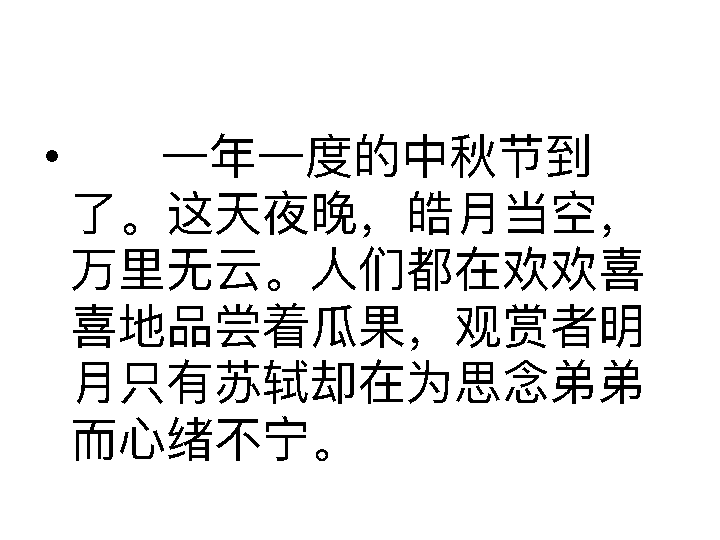 • 一年一度的中秋节到
了。这天夜晚，皓月当空，
万里无云。人们都在欢欢喜
喜地品尝着瓜果，观赏者明
月只有苏轼却在为思念弟弟
而心绪不宁。